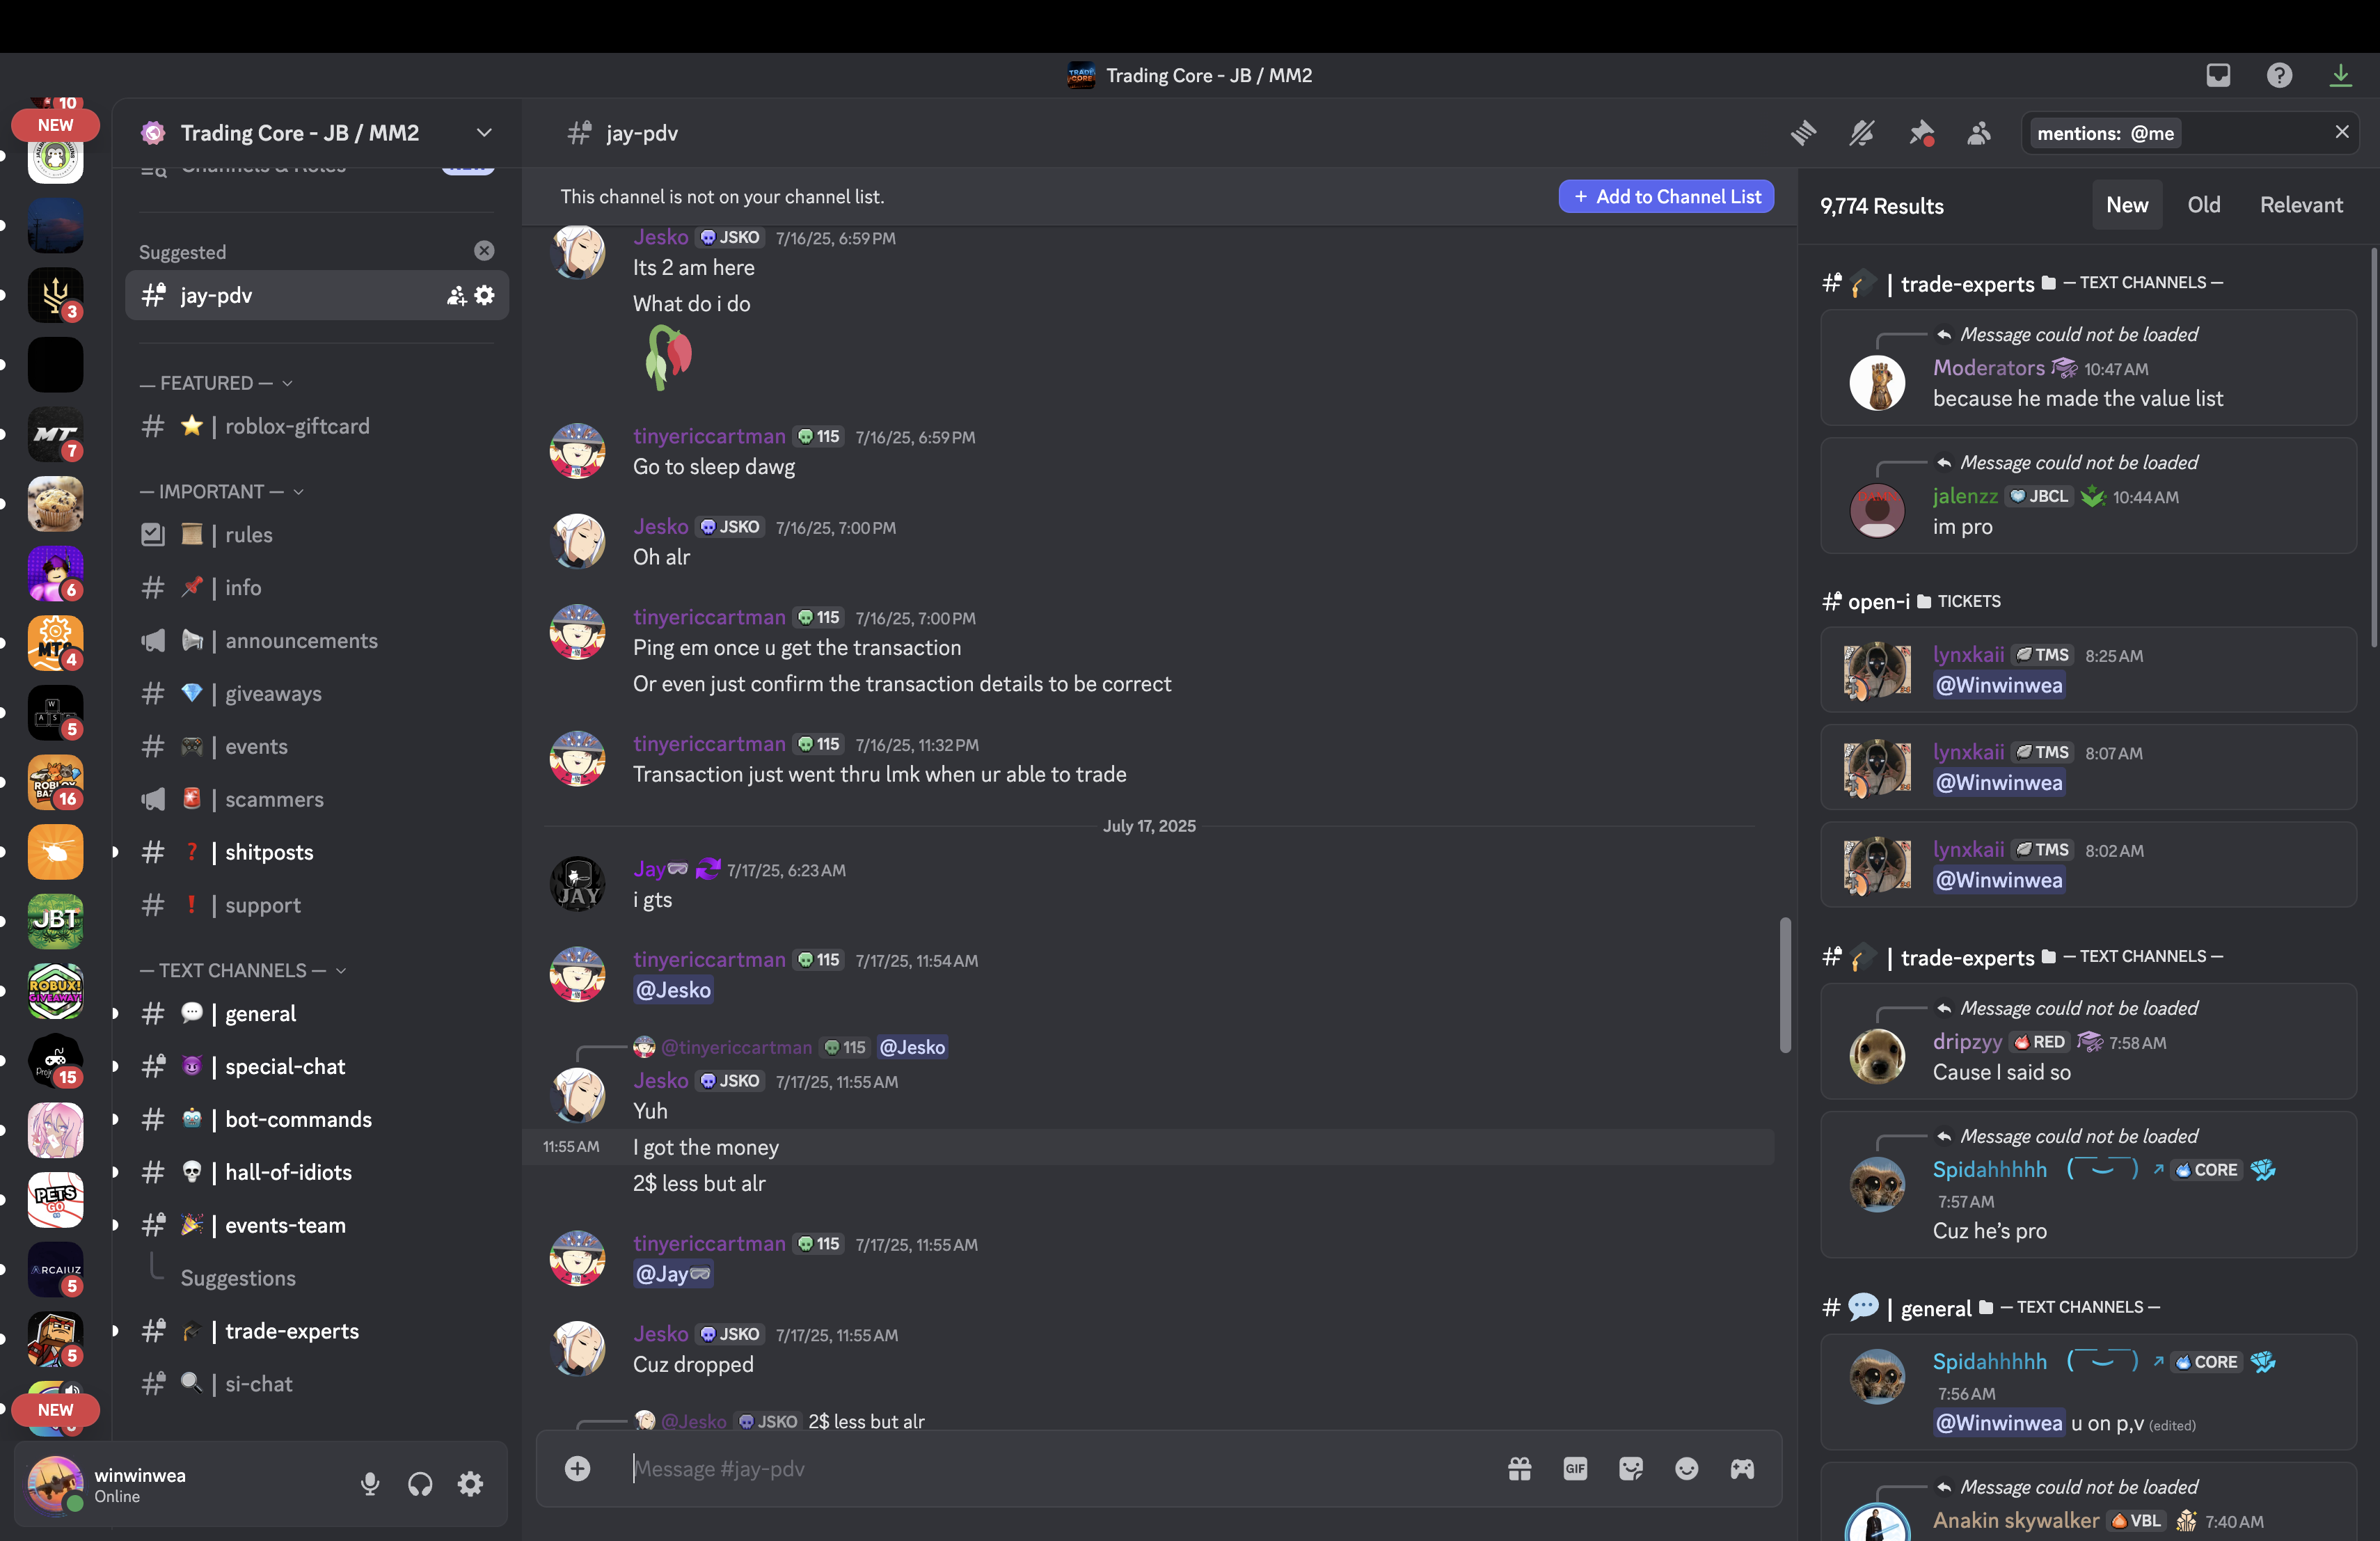 Trading Core - JB / MM2
10
NEW
3
MT
7
6
MTS
4
W
A S
5
16
JBT
ROBUX!
GIVEAWAY!
15
PETS
GO
ARCAIUZ
5
5
NEW
Trading Core - JB / MM2
Suggested
jay-pdv
— FEATURED —
| roblox-giftcard
— IMPORTANT —
| rules
| info
| announcements
| giveaways
| events
| scammers
| shitposts
| support
— TEXT CHANNELS —
| general
| special-chat
| bot-commands
| hall-of-idiots
| events-team
Suggestions
| trade-experts
| si-chat
winwinwea
Online
jay-pdv
This channel is not on your channel list.
+ Add to Channel List
Jesko JSKO 7/16/25, 6:59 PM
Its 2 am here
What do i do
tinyericcartman 115 7/16/25, 6:59 PM
Go to sleep dawg
Jesko JSKO 7/16/25, 7:00 PM
Oh alr
tinyericcartman 115 7/16/25, 7:00 PM
Ping em once u get the transaction
Or even just confirm the transaction details to be correct
tinyericcartman 115 7/16/25, 11:32 PM
Transaction just went thru lmk when ur able to trade
July 17, 2025
JAY
Jay 7/17/25, 6:23 AM
i gts
tinyericcartman 115 7/17/25, 11:54 AM
@Jesko
@tinyericcartman 115 @Jesko
Jesko JSKO 7/17/25, 11:55 AM
Yuh
11:55 AM I got the money
2$ less but alr
tinyericcartman 115 7/17/25, 11:55 AM
@Jay
Jesko JSKO 7/17/25, 11:55 AM
Cuz dropped
@Jesko JSKO 2$ less but alr
Message #jay-pdv
GIF
mentions: @me
9,774 Results
New
Old
Relevant
| trade-experts — TEXT CHANNELS —
Message could not be loaded
Moderators 10:47 AM
because he made the value list
Message could not be loaded
jalenzz JBCL 10:44 AM
im pro
open-i TICKETS
lynxkaii TMS 8:25 AM
@Winwinwea
lynxkaii TMS 8:07 AM
@Winwinwea
lynxkaii TMS 8:02 AM
@Winwinwea
| trade-experts — TEXT CHANNELS —
Message could not be loaded
dripzyy RED 7:58 AM
Cause I said so
Message could not be loaded
Spidahhhhh CORE
7:57 AM
Cuz he's pro
| general — TEXT CHANNELS —
Spidahhhhh CORE
7:56 AM
@Winwinwea u on p,v (edited)
Message could not be loaded
Anakin skywalker VBL 7:40 AM